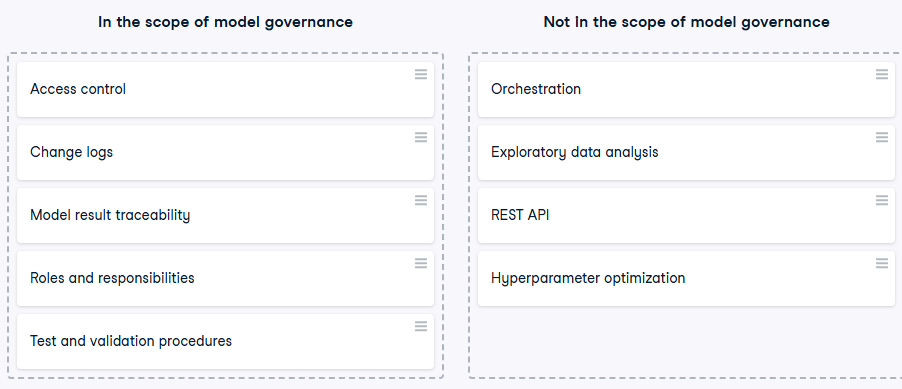 In the scope of model governance
Access control
Change logs
Model result traceability
Roles and responsibilities
Test and validation procedures
Not In the scope of model governance
Orchestration
Exploratory data analysis
REST API
Hyperparameter optimization